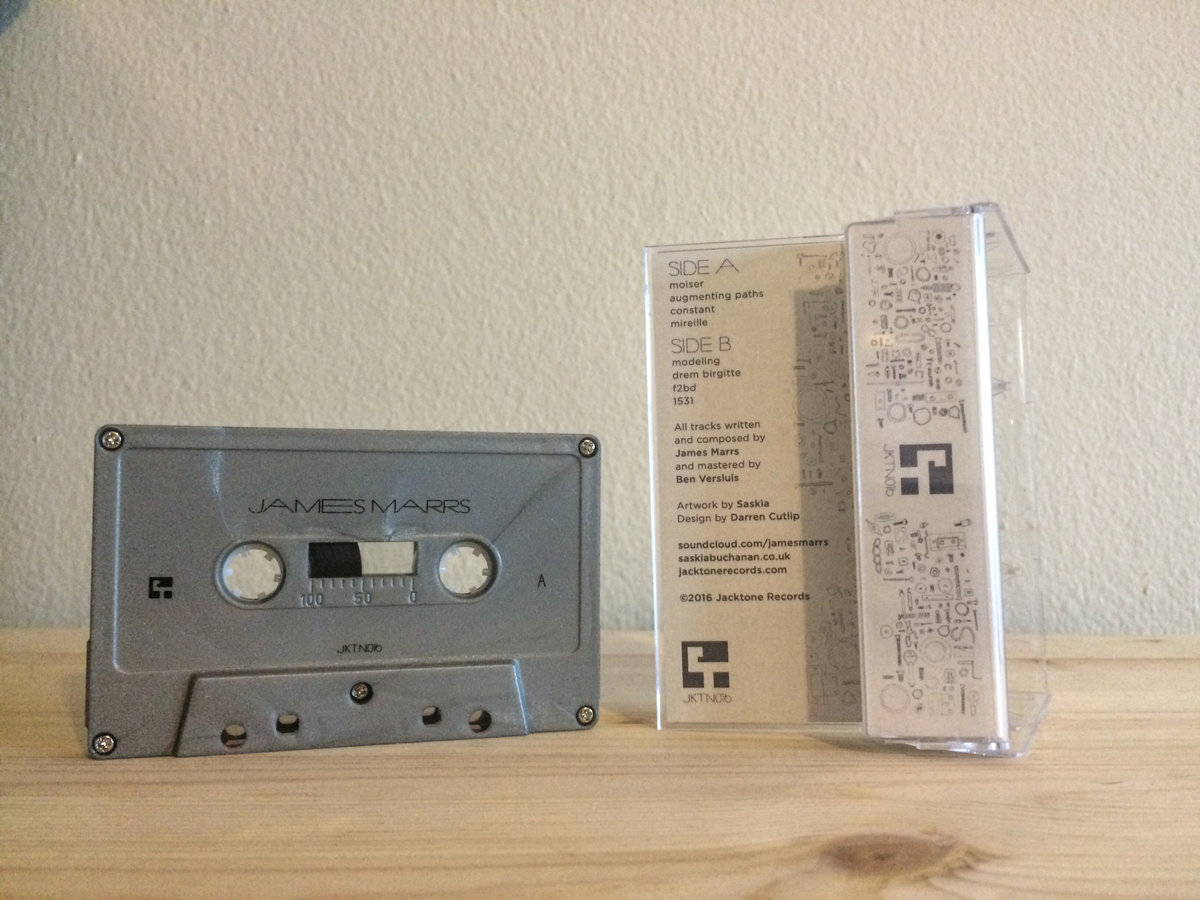 JAMES MARRS
100 50 0
A
JKTN016
SIDE A
moiser
augmenting paths
constant
mireille
SIDE B
modeling
drem birgitte
f2bd
1531
All tracks written
and composed by
James Marrs
and mastered by
Ben Versluis
Artwork by Saskia
Design by Darren Cutlip
soundcloud.com/jamesmarrs
saskiabuchanan.co.uk
jacktonerecords.com
©2016 Jacktone Records
JKTN016
JKTN016